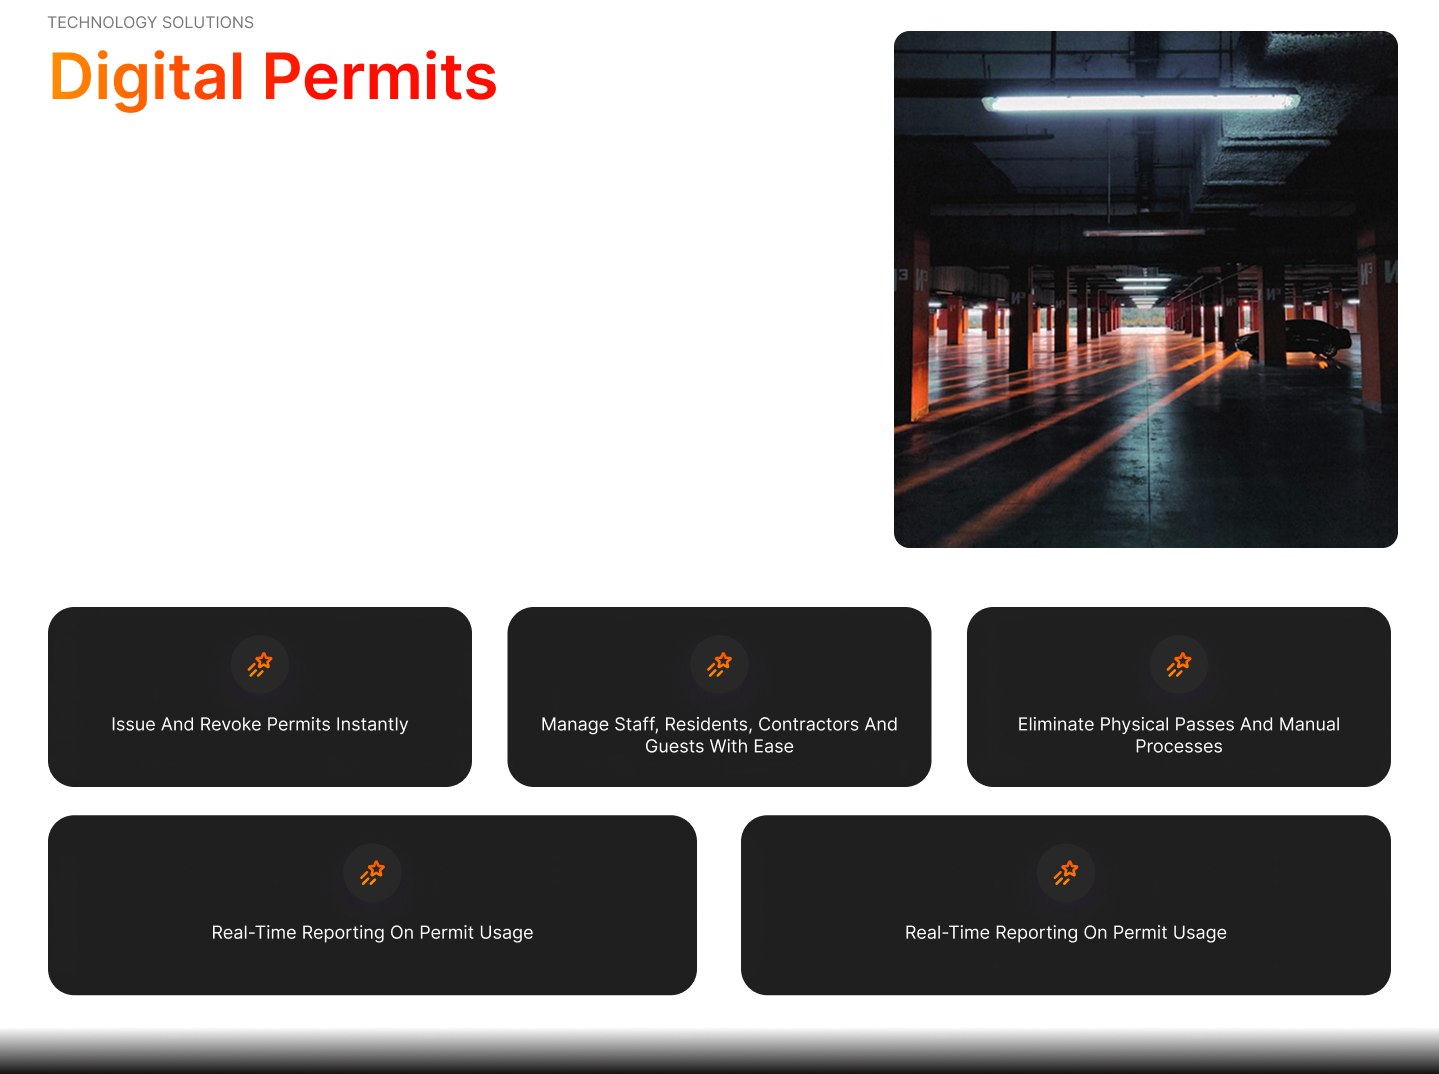 TECHNOLOGY SOLUTIONS
Digital Permits
Issue And Revoke Permits Instantly
Manage Staff, Residents, Contractors And
Guests With Ease
Eliminate Physical Passes And Manual
Processes
Real-Time Reporting On Permit Usage
Real-Time Reporting On Permit Usage